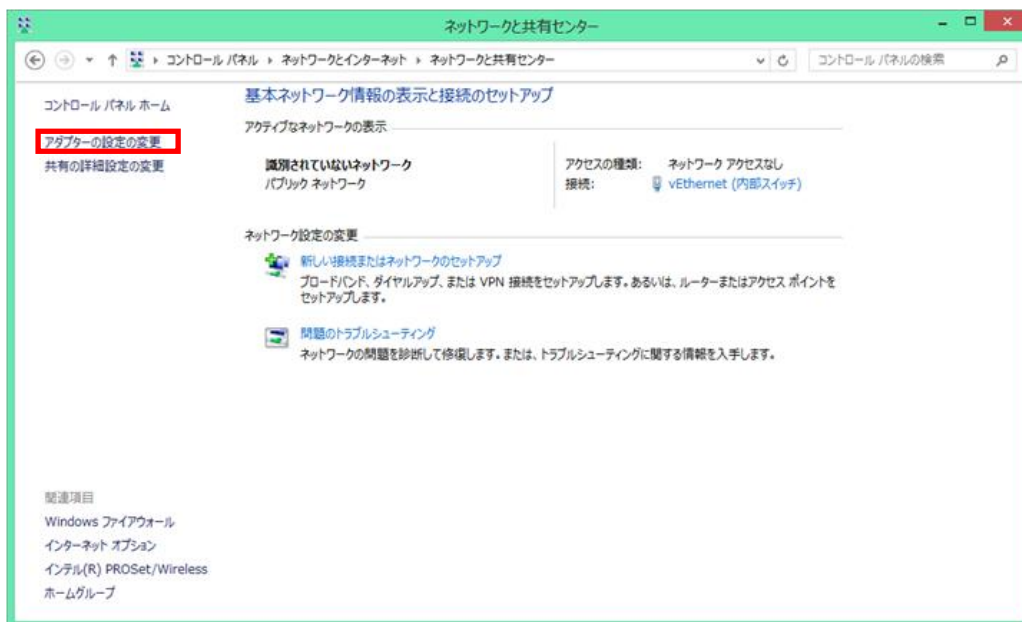 ネットワークと共有センター
コントロール パネル ▸ ネットワークとインターネット ▸ ネットワークと共有センター
コントロール パネルの検索
コントロール パネル ホーム
アダプターの設定の変更
共有の詳細設定の変更
基本ネットワーク情報の表示と接続のセットアップ
アクティブなネットワークの表示
識別されていないネットワーク
パブリック ネットワーク
アクセスの種類: ネットワーク アクセスなし
接続: vEthernet (内部スイッチ)
ネットワーク設定の変更
新しい接続またはネットワークのセットアップ
ブロードバンド、ダイヤルアップ、または VPN 接続をセットアップします。あるいは、ルーターまたはアクセス ポイントを
セットアップします。
問題のトラブルシューティング
ネットワークの問題を診断して修復します。または、トラブルシューティングに関する情報を入手します。
関連項目
Windows ファイアウォール
インターネット オプション
インテル(R) PROSet/Wireless
ホームグループ